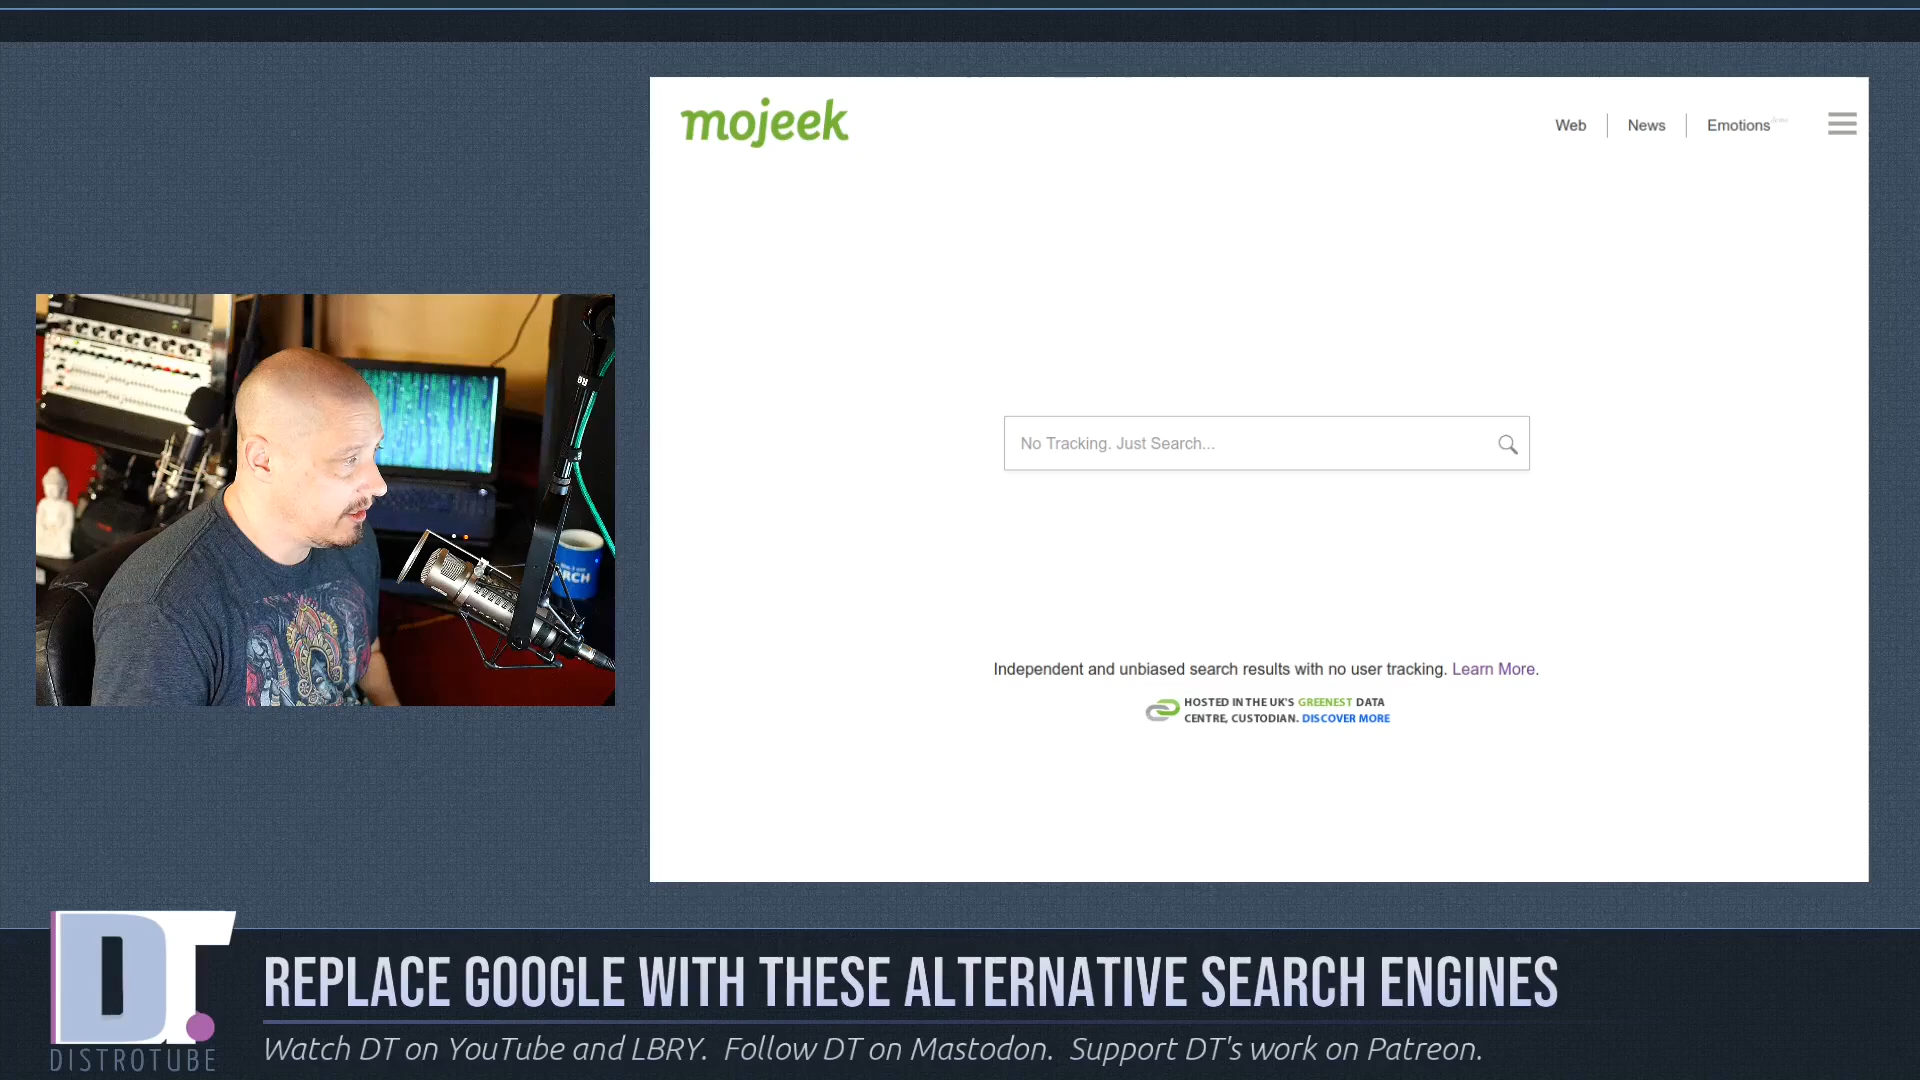 mojeek
Web
News
Emotions
No Tracking. Just Search...
Independent and unbiased search results with no user tracking. Learn More.
HOSTED IN THE UK'S GREENEST DATA
CENTRE, CUSTODIAN. DISCOVER MORE
DT
DISTROTUBE
REPLACE GOOGLE WITH THESE ALTERNATIVE SEARCH ENGINES
Watch DT on YouTube and LBRY. Follow DT on Mastodon. Support DT's work on Patreon.